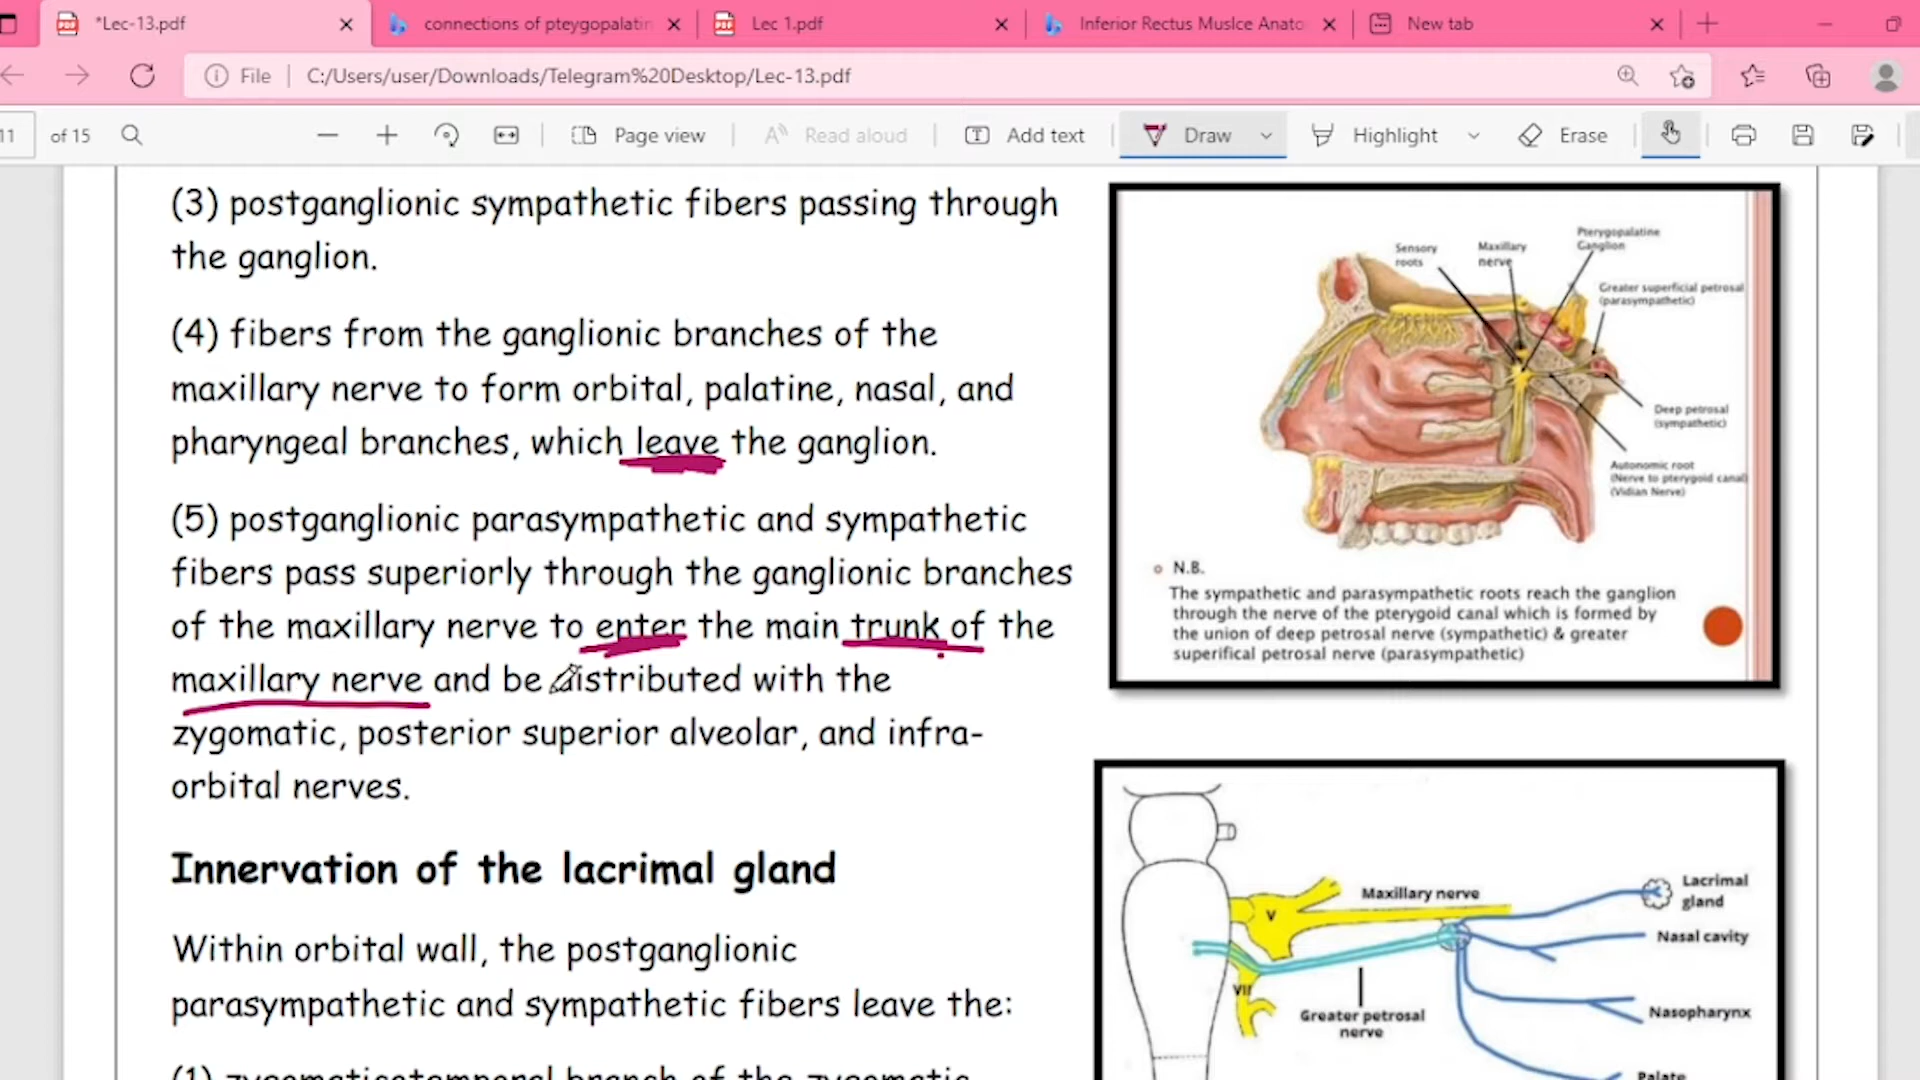 *Lec-13.pdf
connections of pteygopalatin
Lec 1.pdf
Inferior Rectus Muslce Anato
New tab
File
C:/Users/user/Downloads/Telegram%20Desktop/Lec-13.pdf
11 of 15
Page view
Read aloud
Add text
Draw
Highlight
Erase
(3) postganglionic sympathetic fibers passing through
the ganglion.
(4) fibers from the ganglionic branches of the
maxillary nerve to form orbital, palatine, nasal, and
pharyngeal branches, which leave the ganglion.
(5) postganglionic parasympathetic and sympathetic
fibers pass superiorly through the ganglionic branches
of the maxillary nerve to enter the main trunk of the
maxillary nerve and be distributed with the
zygomatic, posterior superior alveolar, and infra-
orbital nerves.
Innervation of the lacrimal gland
Within orbital wall, the postganglionic
parasympathetic and sympathetic fibers leave the:
(1) zygomaticotemporal branch of the zygomatic
Sensory
roots
Maxillary
nerve
Pterygopalatine
Ganglion
Greater superficial petrosal
(parasympathetic)
Deep petrosal
(sympathetic)
Autonomic root
(Nerve to pterygoid canal)
(Vidian Nerve)
N.B.
The sympathetic and parasympathetic roots reach the ganglion
through the nerve of the pterygoid canal which is formed by
the union of deep petrosal nerve (sympathetic) & greater
superifical petrosal nerve (parasympathetic)
Maxillary nerve
Lacrimal
gland
V
Nasal cavity
VII
Greater petrosal
nerve
Nasopharynx
Palate